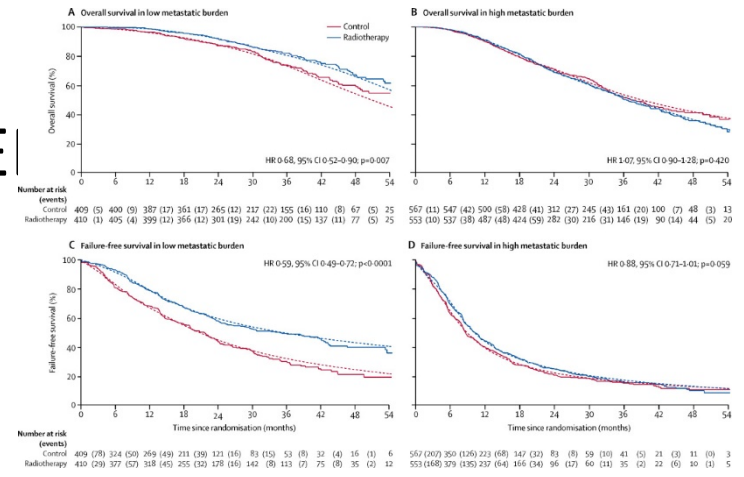 A Overall survival in low metastatic burden
B Overall survival in high metastatic burden
Control
Radiotherapy
Overall survival (%)
100
80
60
40
20
0
HR 0·68, 95% CI 0·52–0·90; p=0·007
HR 1·07, 95% CI 0·90–1·28; p=0·420
0 6 12 18 24 30 36 42 48 54
0 6 12 18 24 30 36 42 48 54
Number at risk
(events)
Control 409 (5) 400 (9) 387 (17) 361 (17) 265 (12) 217 (22) 155 (16) 110 (8) 67 (5) 25
567 (11) 547 (42) 500 (58) 428 (41) 312 (27) 245 (43) 161 (20) 100 (7) 48 (3) 13
Radiotherapy 410 (1) 405 (4) 399 (12) 366 (12) 301 (19) 242 (10) 200 (15) 137 (11) 77 (5) 25
553 (10) 537 (38) 487 (48) 424 (59) 282 (30) 216 (31) 146 (19) 90 (14) 44 (5) 20
C Failure-free survival in low metastatic burden
D Failure-free survival in high metastatic burden
HR 0·59, 95% CI 0·49–0·72; p<0·0001
HR 0·88, 95% CI 0·71–1·01; p=0·059
Failure-free survival (%)
100
80
60
40
20
0
0 6 12 18 24 30 36 42 48 54
0 6 12 18 24 30 36 42 48 54
Time since randomisation (months)
Time since randomisation (months)
Number at risk
(events)
Control 409 (78) 324 (50) 269 (49) 211 (39) 121 (16) 83 (15) 53 (8) 32 (4) 16 (1) 6
567 (207) 350 (126) 223 (68) 147 (32) 83 (8) 59 (10) 41 (5) 21 (3) 11 (0) 3
Radiotherapy 410 (29) 377 (57) 318 (45) 255 (32) 178 (16) 142 (8) 113 (7) 75 (8) 35 (2) 12
553 (168) 379 (135) 237 (64) 166 (34) 96 (17) 60 (11) 35 (2) 22 (6) 10 (1) 5